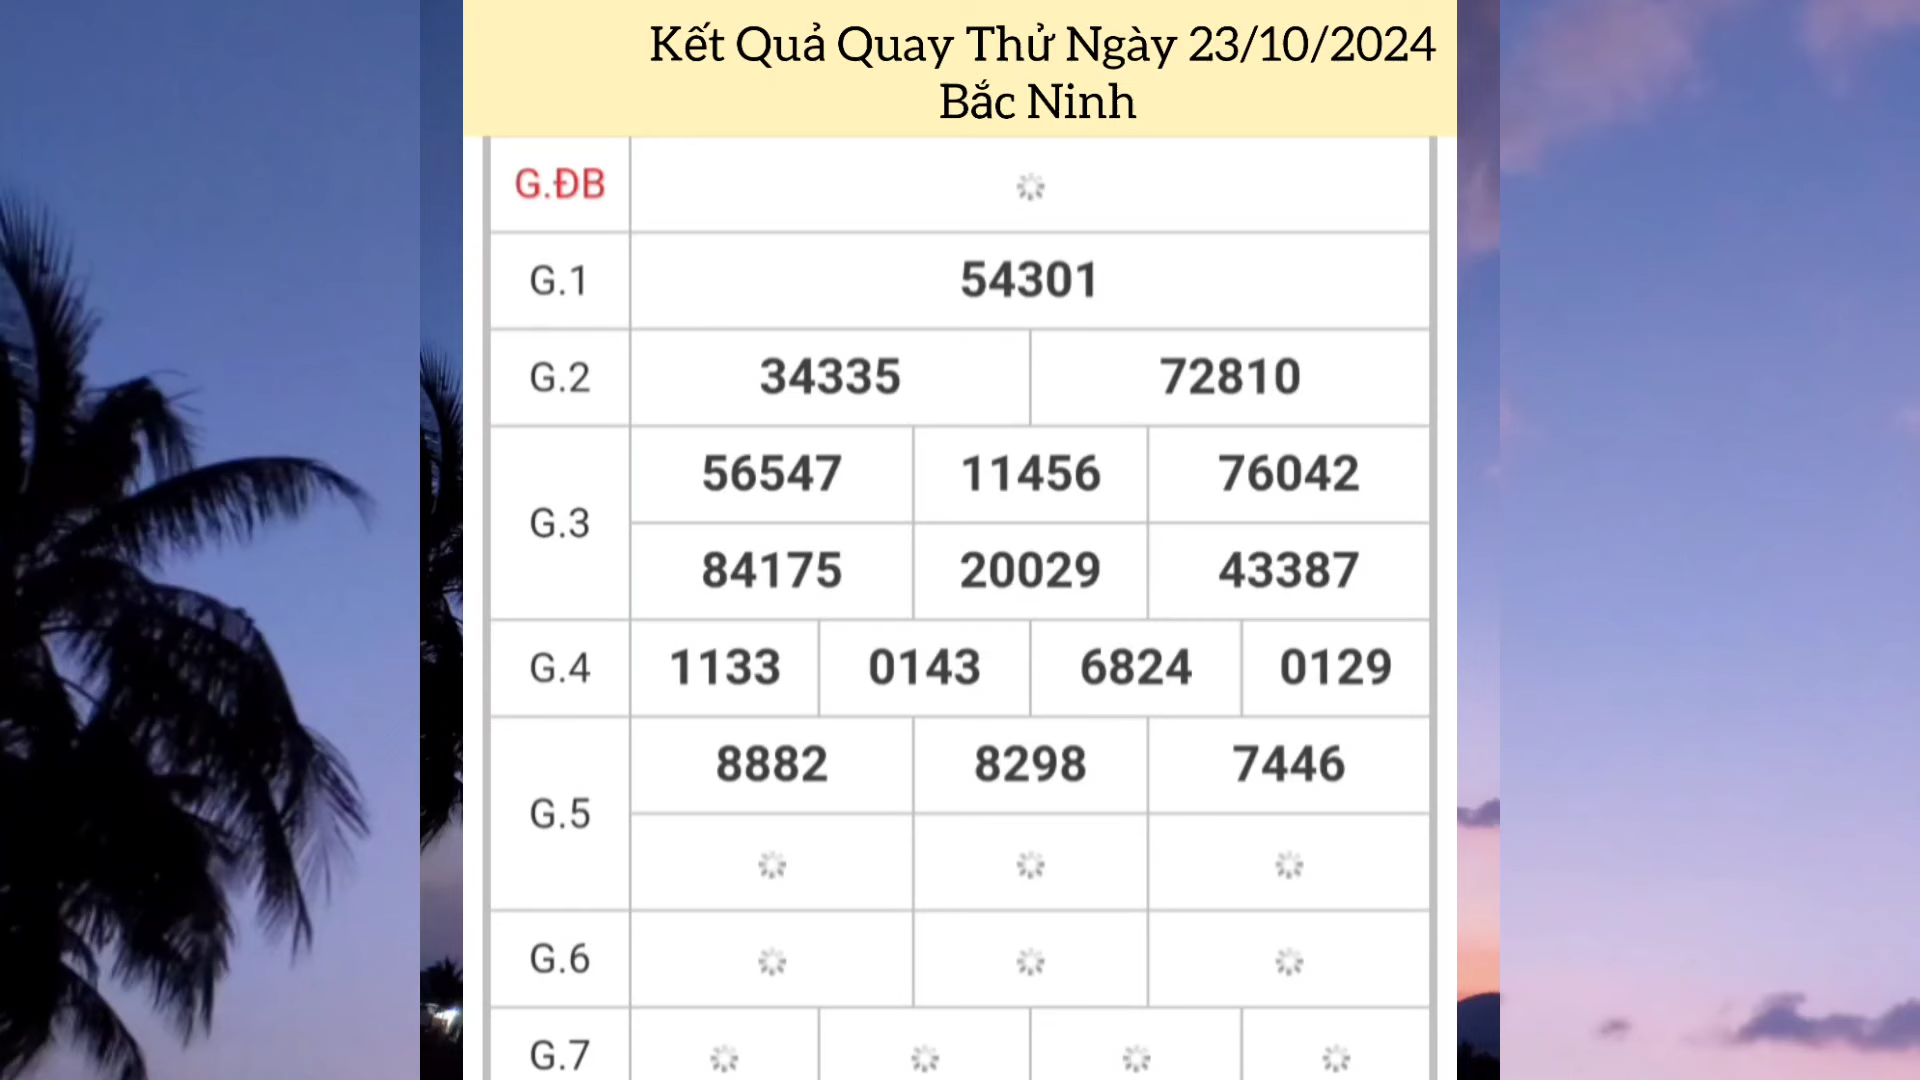 Kết Quả Quay Thử Ngày 23/10/2024
Bắc Ninh
G.ĐB
G.1 54301
G.2 34335 72810
G.3
56547 11456 76042
84175 20029 43387
G.4 1133 0143 6824 0129
G.5
8882 8298 7446
G.6
G.7